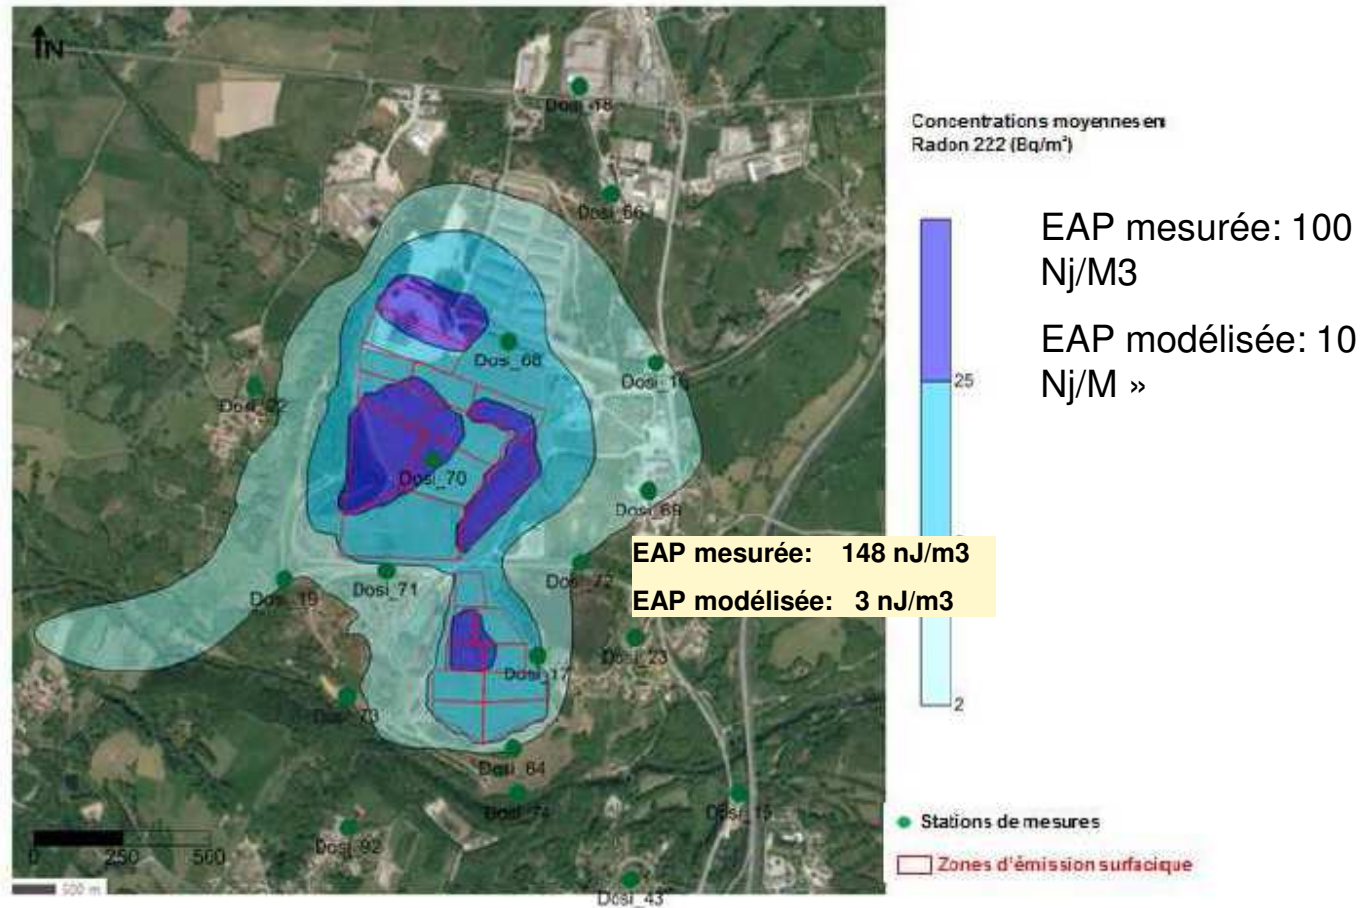 N
Dosi_18
Dosi_66
Dosi_68
Dosi_16
Dosi_22
Dosi_70
Dosi_69
Dosi_72
Dosi_71
Dosi_19
Dosi_23
Dosi_17
Dosi_73
Dosi_64
Dosi_74
Dosi_15
Dosi_92
Dosi_43
0 250 500
500 m
EAP mesurée: 148 nJ/m3
EAP modélisée: 3 nJ/m3
Concentrations moyennes en
Radon 222 (Bq/m³)
25
2
EAP mesurée: 100
Nj/M3
EAP modélisée: 10
Nj/M »
Stations de mesures
Zones d'émission surfacique